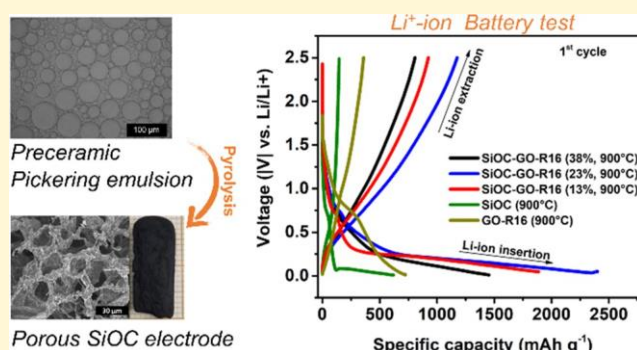 Li⁺-ion Battery test
100 μm
Preceramic
Pickering emulsion
Pyrolysis
30 μm
Porous SiOC electrode
1st cycle
Li-ion extraction
SiOC-GO-R16 (38%, 900°C)
SiOC-GO-R16 (23%, 900°C)
SiOC-GO-R16 (13%, 900°C)
SiOC (900°C)
GO-R16 (900°C)
Li-ion insertion
Voltage (|V| vs. Li/Li+)
2.5
2.0
1.5
1.0
0.5
0.0
0 500 1000 1500 2000 2500
Specific capacity (mAh g⁻¹)